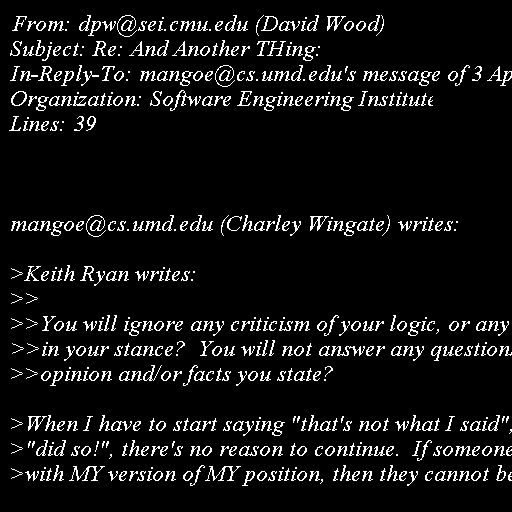 From: dpw@sei.cmu.edu (David Wood)
Subject: Re: And Another THing:
In-Reply-To: mangoe@cs.umd.edu's message of 3 Ap
Organization: Software Engineering Institute
Lines: 39
mangoe@cs.umd.edu (Charley Wingate) writes:
>Keith Ryan writes:
>>
>>You will ignore any criticism of your logic, or any
>>in your stance?  You will not answer any question
>>opinion and/or facts you state?
>When I have to start saying "that's not what I said",
>"did so!", there's no reason to continue.  If someone
>with MY version of MY position, then they cannot be